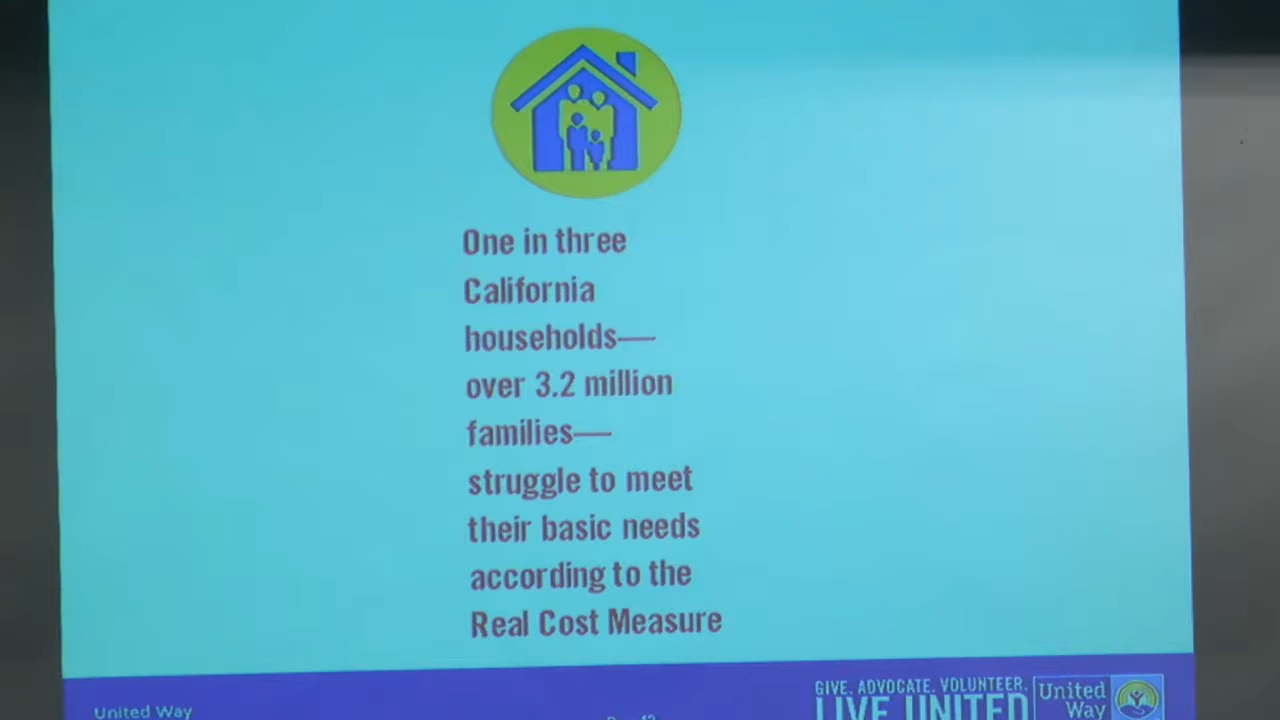 One in three
California
households—
over 3.2 million
families—
struggle to meet
their basic needs
according to the
Real Cost Measure
United Way
GIVE. ADVOCATE. VOLUNTEER.
LIVE UNITED
United
Way